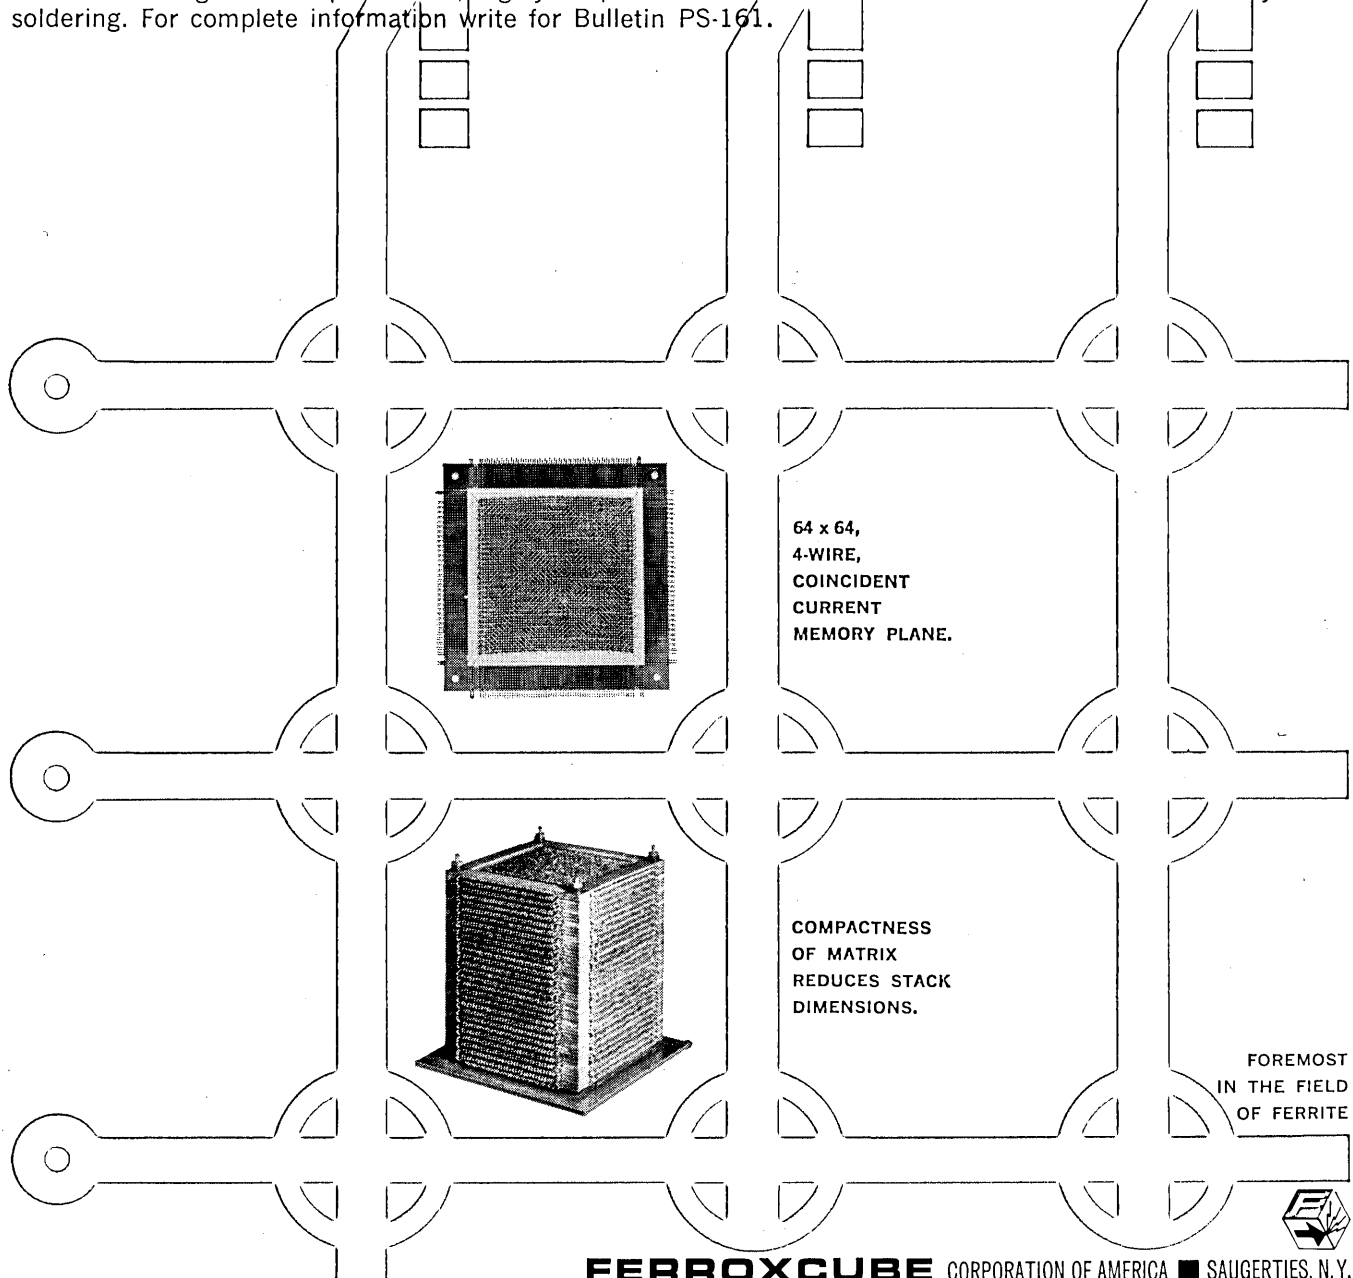 soldering. For complete information write for Bulletin PS-161.
64 x 64,
4-WIRE,
COINCIDENT
CURRENT
MEMORY PLANE.
COMPACTNESS
OF MATRIX
REDUCES STACK
DIMENSIONS.
FOREMOST
IN THE FIELD
OF FERRITE
FERROXCUBE CORPORATION OF AMERICA ■ SAUGERTIES, N.Y.